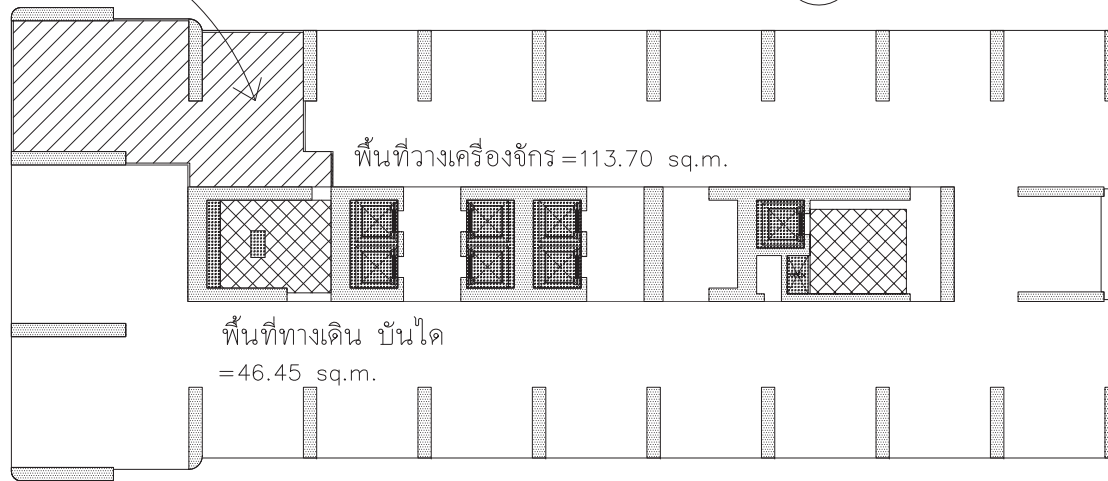 พื้นที่วางเครื่องจักร =113.70 sq.m.
พื้นที่ทางเดิน บันได
=46.45 sq.m.